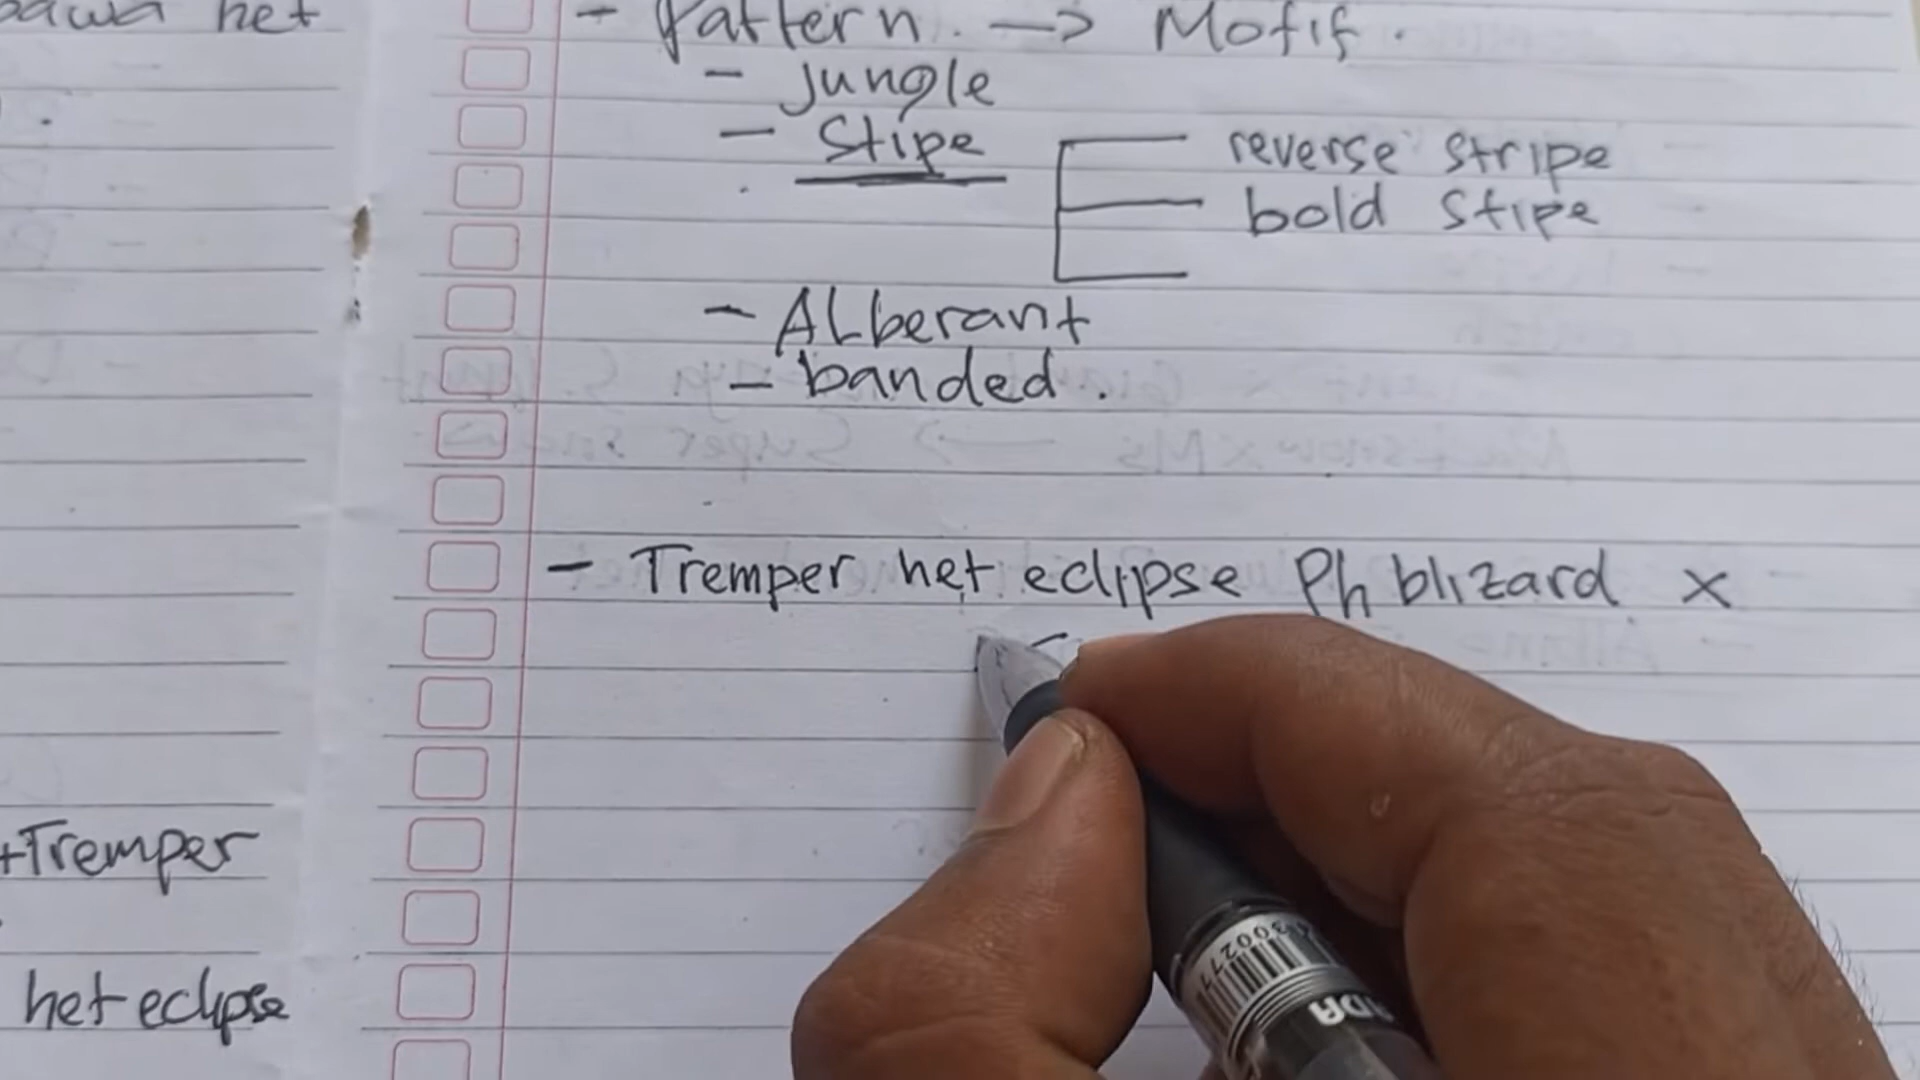 bawa het
- Pattern. -> Motif.
- jungle
- Stipe
reverse stripe
bold stipe
- ALberant
- banded.
- Tremper het eclipse Ph blizard x
+Tremper
het eclipse